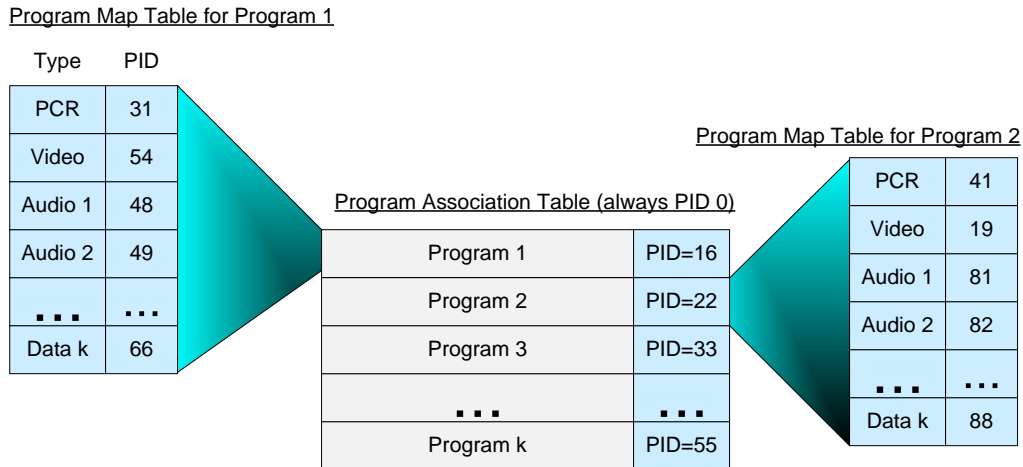 Program Map Table for Program 1
Type PID
PCR 31
Video 54
Audio 1 48
Audio 2 49
... ...
Data k 66
Program Association Table (always PID 0)
Program 1 PID=16
Program 2 PID=22
Program 3 PID=33
... ...
Program k PID=55
Program Map Table for Program 2
PCR 41
Video 19
Audio 1 81
Audio 2 82
... ...
Data k 88